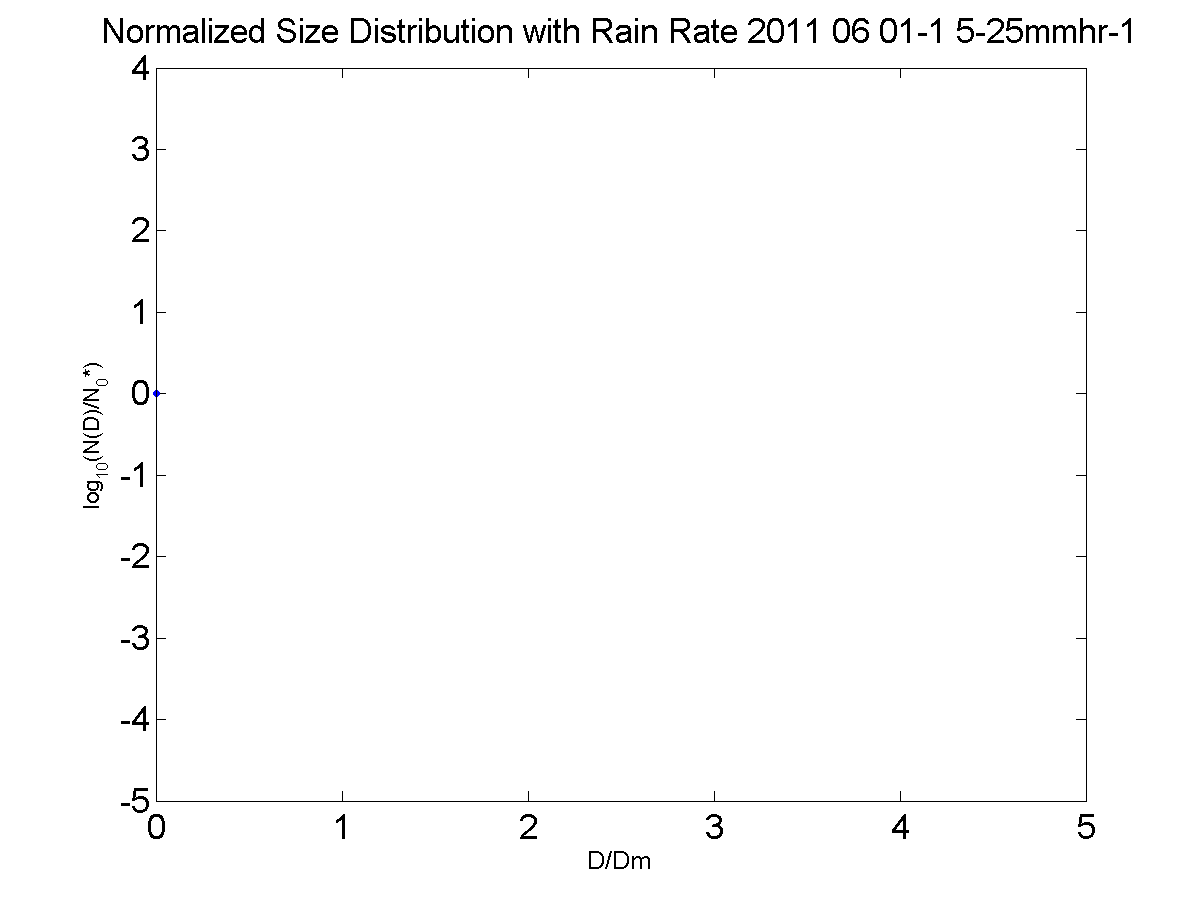 Normalized Size Distribution with Rain Rate 2011 06 01-1 5-25mmhr-1
4
3
2
1
0
-1
-2
-3
-4
-5
log10(N(D)/N0*)
0 1 2 3 4 5
D/Dm